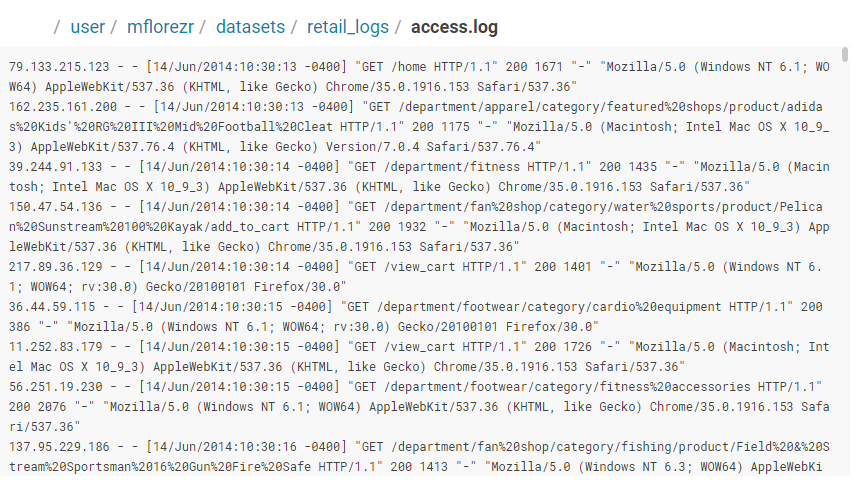 / user / mflorezr / datasets / retail_logs / access.log
79.133.215.123 - - [14/Jun/2014:10:30:13 -0400] "GET /home HTTP/1.1" 200 1671 "-" "Mozilla/5.0 (Windows NT 6.1; WO
W64) AppleWebKit/537.36 (KHTML, like Gecko) Chrome/35.0.1916.153 Safari/537.36"
162.235.161.200 - - [14/Jun/2014:10:30:13 -0400] "GET /department/apparel/category/featured%20shops/product/adida
s%20Kids'%20RG%20III%20Mid%20Football%20Cleat HTTP/1.1" 200 1175 "-" "Mozilla/5.0 (Macintosh; Intel Mac OS X 10_9_
3) AppleWebKit/537.76.4 (KHTML, like Gecko) Version/7.0.4 Safari/537.76.4"
39.244.91.133 - - [14/Jun/2014:10:30:14 -0400] "GET /department/fitness HTTP/1.1" 200 1435 "-" "Mozilla/5.0 (Macin
tosh; Intel Mac OS X 10_9_3) AppleWebKit/537.36 (KHTML, like Gecko) Chrome/35.0.1916.153 Safari/537.36"
150.47.54.136 - - [14/Jun/2014:10:30:14 -0400] "GET /department/fan%20shop/category/water%20sports/product/Pelica
n%20Sunstream%20100%20Kayak/add_to_cart HTTP/1.1" 200 1932 "-" "Mozilla/5.0 (Macintosh; Intel Mac OS X 10_9_3) App
leWebKit/537.36 (KHTML, like Gecko) Chrome/35.0.1916.153 Safari/537.36"
217.89.36.129 - - [14/Jun/2014:10:30:14 -0400] "GET /view_cart HTTP/1.1" 200 1401 "-" "Mozilla/5.0 (Windows NT 6.
1; WOW64; rv:30.0) Gecko/20100101 Firefox/30.0"
36.44.59.115 - - [14/Jun/2014:10:30:15 -0400] "GET /department/footwear/category/cardio%20equipment HTTP/1.1" 200
386 "-" "Mozilla/5.0 (Windows NT 6.1; WOW64; rv:30.0) Gecko/20100101 Firefox/30.0"
11.252.83.179 - - [14/Jun/2014:10:30:15 -0400] "GET /view_cart HTTP/1.1" 200 1726 "-" "Mozilla/5.0 (Macintosh; Int
el Mac OS X 10_9_3) AppleWebKit/537.36 (KHTML, like Gecko) Chrome/35.0.1916.153 Safari/537.36"
56.251.19.230 - - [14/Jun/2014:10:30:15 -0400] "GET /department/footwear/category/fitness%20accessories HTTP/1.1"
200 2076 "-" "Mozilla/5.0 (Windows NT 6.1; WOW64) AppleWebKit/537.36 (KHTML, like Gecko) Chrome/35.0.1916.153 Safa
ri/537.36"
137.95.229.186 - - [14/Jun/2014:10:30:16 -0400] "GET /department/fan%20shop/category/fishing/product/Field%20&%20S
tream%20Sportsman%2016%20Gun%20Fire%20Safe HTTP/1.1" 200 1413 "-" "Mozilla/5.0 (Windows NT 6.3; WOW64) AppleWebKi